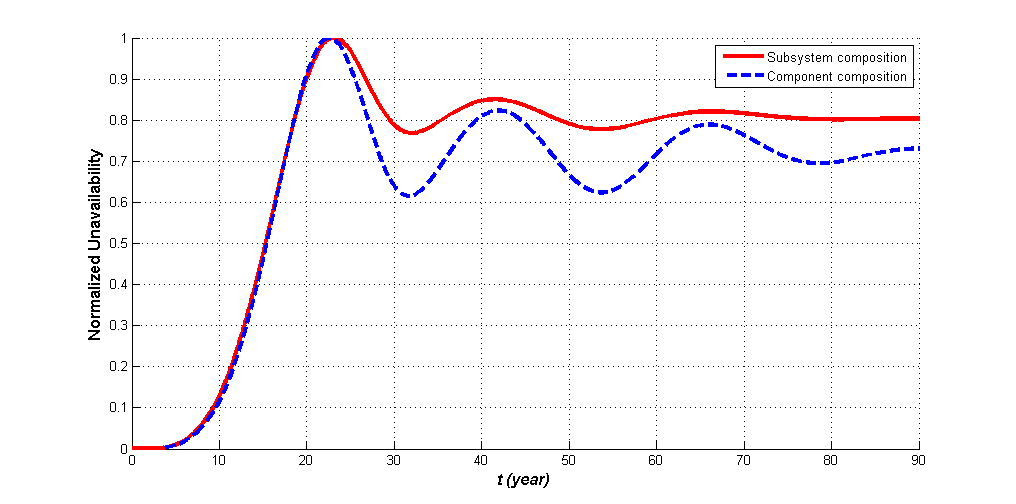 Subsystem composition
Component composition
Normalized Unavailability
1
0.9
0.8
0.7
0.6
0.5
0.4
0.3
0.2
0.1
0
0 10 20 30 40 50 60 70 80 90
t (year)